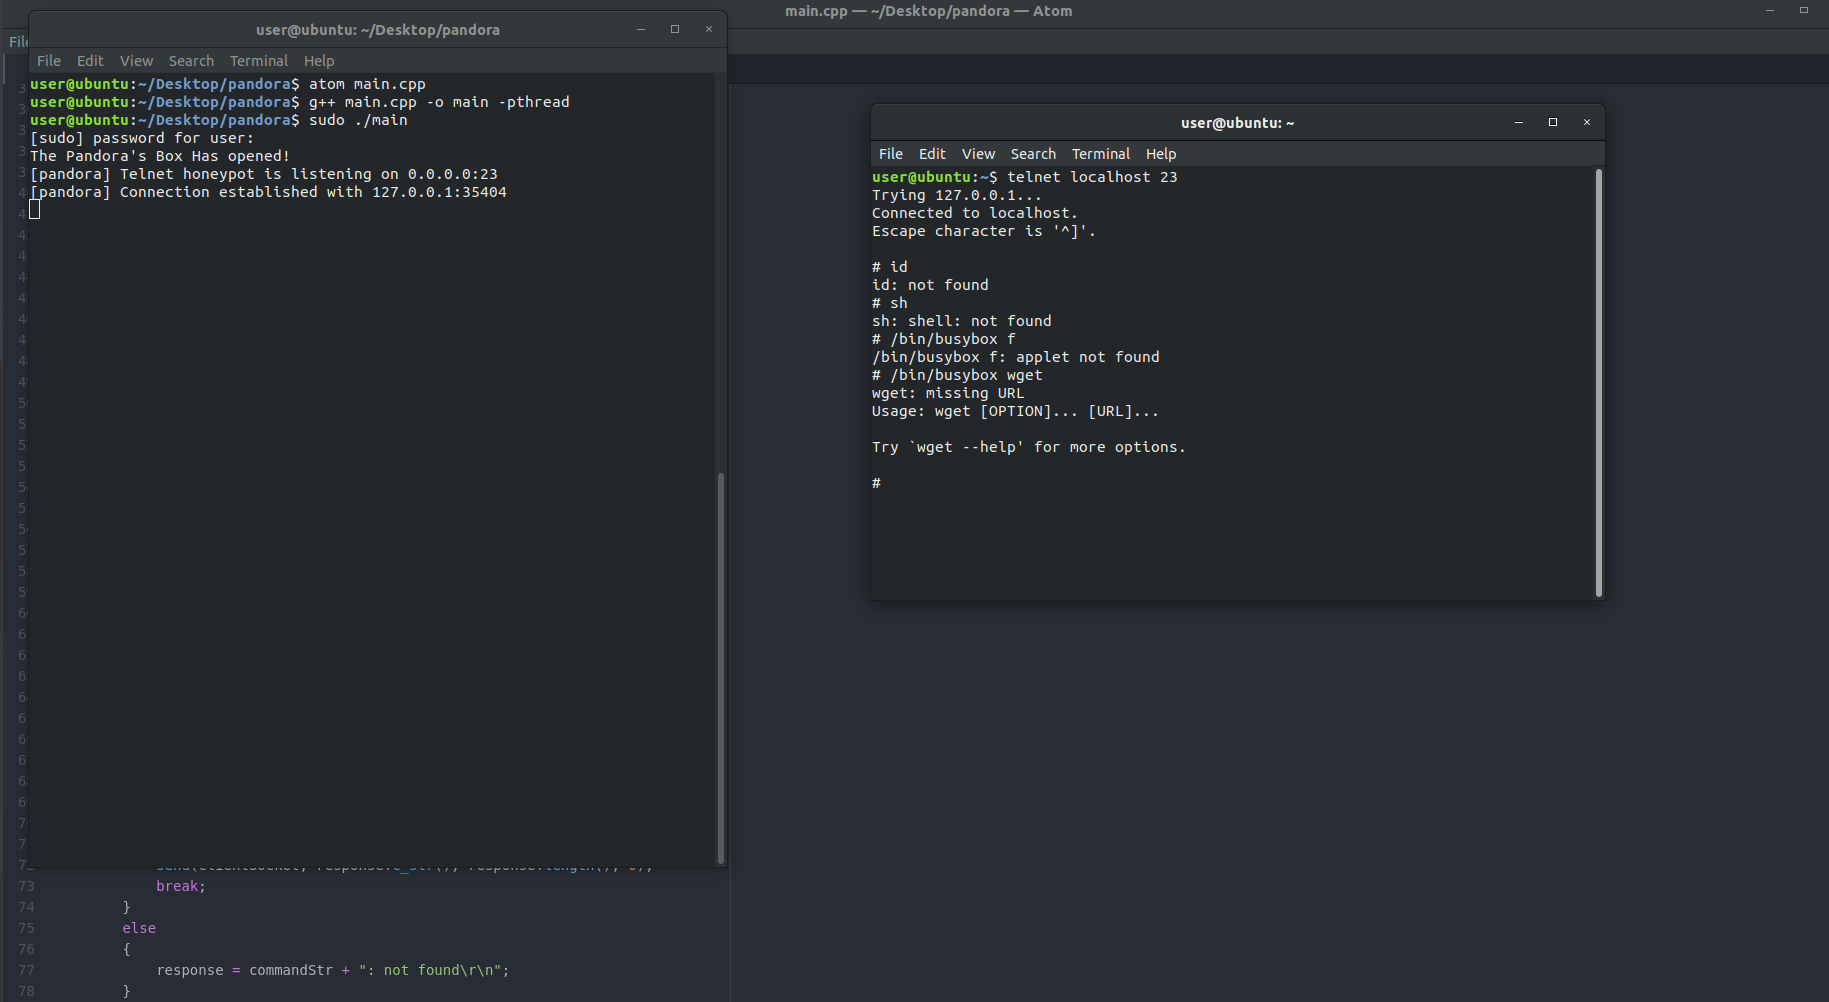 main.cpp — ~/Desktop/pandora — Atom
File
user@ubuntu: ~/Desktop/pandora
File Edit View Search Terminal Help
user@ubuntu:~/Desktop/pandora$ atom main.cpp
user@ubuntu:~/Desktop/pandora$ g++ main.cpp -o main -pthread
user@ubuntu:~/Desktop/pandora$ sudo ./main
[sudo] password for user:
The Pandora's Box Has opened!
[pandora] Telnet honeypot is listening on 0.0.0.0:23
[pandora] Connection established with 127.0.0.1:35404
user@ubuntu: ~
File Edit View Search Terminal Help
user@ubuntu:~$ telnet localhost 23
Trying 127.0.0.1...
Connected to localhost.
Escape character is '^]'.
# id
id: not found
# sh
sh: shell: not found
# /bin/busybox f
/bin/busybox f: applet not found
# /bin/busybox wget
wget: missing URL
Usage: wget [OPTION]... [URL]...
Try `wget --help' for more options.
#
73 break;
74 }
75 else
76 {
77 response = commandStr + ": not found\r\n";
78 }